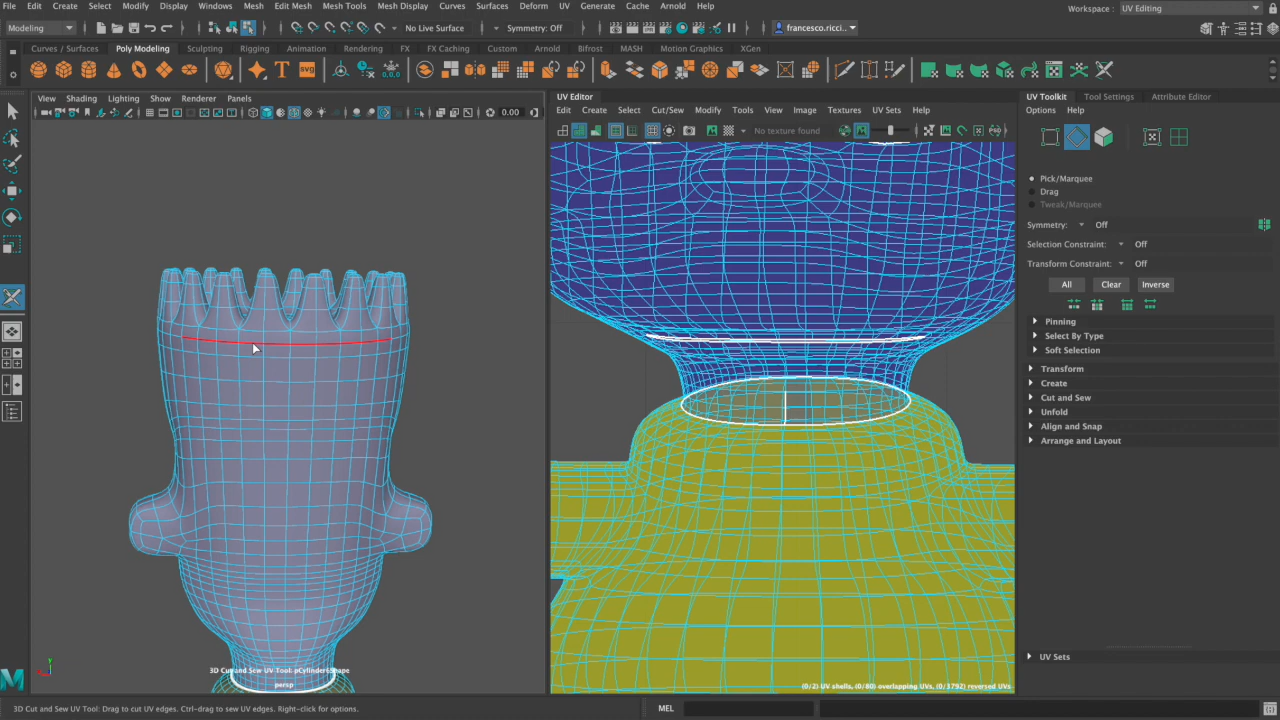 File Edit Create Select Modify Display Windows Mesh Edit Mesh Mesh Tools Mesh Display Curves Surfaces Deform UV Generate Cache Arnold Help
Workspace : UV Editing
Modeling No Live Surface Symmetry: Off francesco.ricci..
Curves / Surfaces Poly Modeling Sculpting Rigging Animation Rendering FX FX Caching Custom Arnold Bifrost MASH Motion Graphics XGen
T svg 0,0,0
View Shading Lighting Show Renderer Panels
0.00
UV Editor
Edit Create Select Cut/Sew Modify Tools View Image Textures UV Sets Help
No texture found
UV Toolkit Tool Settings Attribute Editor
Options Help
Pick/Marquee
Drag
Tweak/Marquee
Symmetry: Off
Selection Constraint: Off
Transform Constraint: Off
All Clear Inverse
Pinning
Select By Type
Soft Selection
Transform
Create
Cut and Sew
Unfold
Align and Snap
Arrange and Layout
UV Sets
3D Cut and Sew UV Tool: pCylinder6Shape
persp
(0/2) UV shells, (0/80) overlapping UVs, (0/3792) reversed UVs
3D Cut and Sew UV Tool: Drag to cut UV edges. Ctrl-drag to sew UV edges. Right-click for options.
MEL